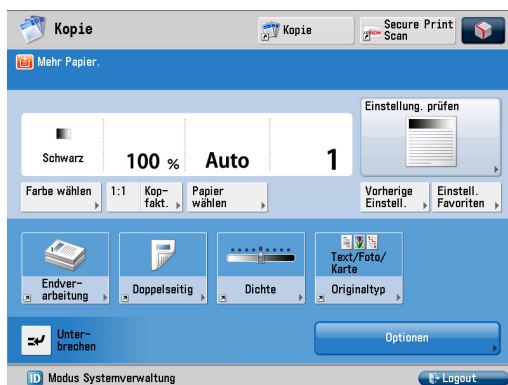 Kopie
Kopie
Secure Print
Scan
Mehr Papier.
Einstellung. prüfen
Schwarz
100 %
Auto
1
Farbe wählen
1:1
Kop-
fakt.
Papier
wählen
Vorherige
Einstell.
Einstell.
Favoriten
Endver-
arbeitung
Doppelseitig
Dichte
Text/Foto/
Karte
Originaltyp
Unter-
brechen
Optionen
ID Modus Systemverwaltung
Logout